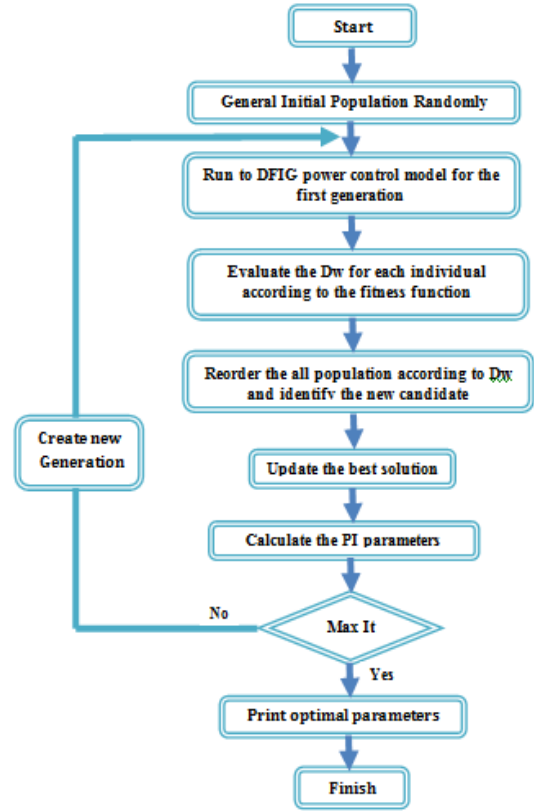 Start
General Initial Population Randomly
Run to DFIG power control model for the
first generation
Evaluate the Dw for each individual
according to the fitness function
Reorder the all population according to Dw
and identify the new candidate
Create new
Generation
Update the best solution
Calculate the PI parameters
No
Max It
Yes
Print optimal parameters
Finish